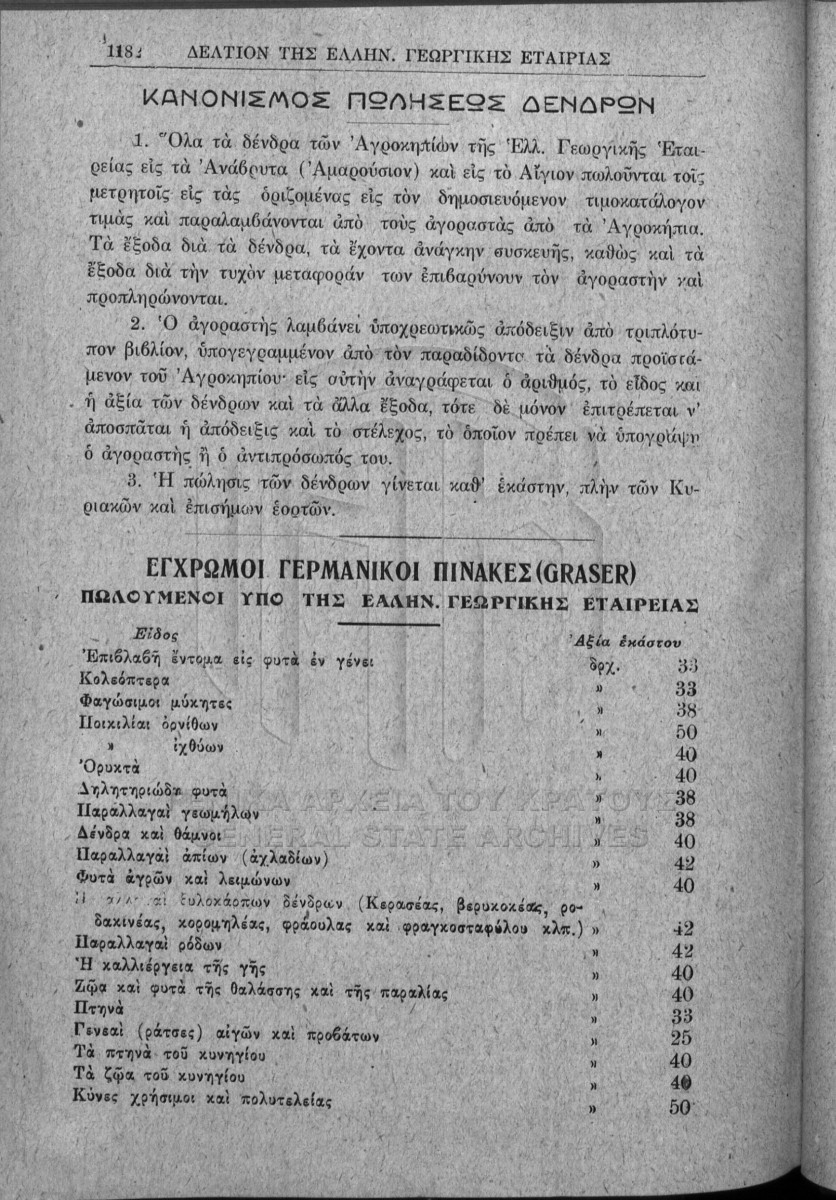 1182 ΔΕΛΤΙΟΝ ΤΗΣ ΕΛΛΗΝ. ΓΕΩΡΓΙΚΗΣ ΕΤΑΙΡΙΑΣ
ΚΑΝΟΝΙΣΜΟΣ ΠΩΛΗΣΕΩΣ ΔΕΝΔΡΩΝ
1. Ὅλα τὰ δένδρα τῶν Ἀγροκηπίων τῆς Ἑλλ. Γεωργικῆς Ἑται-
ρείας εἰς τὰ Ἀνάβρυτα (Ἀμαρούσιον) καὶ εἰς τὸ Αἴγιον πωλοῦνται τοῖς
μετρητοῖς εἰς τὰς ὁριζομένας εἰς τὸν δημοσιευόμενον τιμοκατάλογον
τιμὰς καὶ παραλαμβάνονται ἀπὸ τοὺς ἀγοραστὰς ἀπὸ τὰ Ἀγροκήπια.
Τὰ ἔξοδα διὰ τὰ δένδρα, τὰ ἔχοντα ἀνάγκην συσκευῆς, καθὼς καὶ τὰ
ἔξοδα διὰ τὴν τυχὸν μεταφοράν των ἐπιβαρύνουν τὸν ἀγοραστὴν καὶ
προπληρώνονται.
2. Ὁ ἀγοραστὴς λαμβάνει ὑποχρεωτικῶς ἀπόδειξιν ἀπὸ τριπλότυ-
πον βιβλίον, ὑπογεγραμμένον ἀπὸ τὸν παραδίδοντα τὰ δένδρα προϊστά-
μενον τοῦ Ἀγροκηπίου· εἰς αὐτὴν ἀναγράφεται ὁ ἀριθμός, τὸ εἶδος και
ἡ ἀξία τῶν δένδρων καὶ τὰ ἄλλα ἔξοδα, τότε δὲ μόνον ἐπιτρέπεται ν'
ἀποσπᾶται ἡ ἀπόδειξις καὶ τὸ στέλεχος, τὸ ὁποῖον πρέπει νὰ ὑπογράψῃ
ὁ ἀγοραστὴς ἢ ὁ ἀντιπρόσωπός του.
3. Ἡ πώλησις τῶν δένδρων γίνεται καθ' ἑκάστην, πλὴν τῶν Κυ-
ριακῶν καὶ ἐπισήμων ἑορτῶν.
ΕΓΧΡΩΜΟΙ ΓΕΡΜΑΝΙΚΟΙ ΠΙΝΑΚΕΣ (GRASER)
ΠΩΛΟΥΜΕΝΟΙ ΥΠΟ ΤΗΣ ΕΛΛΗΝ. ΓΕΩΡΓΙΚΗΣ ΕΤΑΙΡΕΙΑΣ
Εἶδος Ἀξία ἑκάστου
Ἐπιβλαβῆ ἔντομα εἰς φυτὰ ἐν γένει δρχ. 33
Κολεόπτερα » 33
Φαγώσιμοι μύκητες » 38
Ποικιλίαι ὀρνίθων » 50
» ἰχθύων » 40
Ὀρυκτὰ » 40
Δηλητηριώδη φυτὰ » 38
Παράλλαγαὶ γεωμήλων » 38
Δένδρα καὶ θάμνοι » 40
Παραλλαγαὶ ἀπίων (ἀχλαδίων) » 42
Φυτὰ ἀγρῶν καὶ λειμώνων » 40
ξυλοκάρπων δένδρων (Κερασέας, βερυκοκέας, ρο-
δακινέας, κορομηλέας, φράουλας καὶ φραγκοσταφύλου κλπ.) » 42
Παραλλαγαὶ ρόδων » 42
Ἡ καλλιέργεια τῆς γῆς » 40
Ζῷα καὶ φυτὰ τῆς θαλάσσης καὶ τῆς παραλίας » 40
Πτηνὰ » 33
Γενεαὶ (ράτσες) αἰγῶν καὶ προβάτων » 25
Τὰ πτηνὰ τοῦ κυνηγίου » 40
Τὰ ζῷα τοῦ κυνηγίου » 40
Κύνες χρήσιμοι καὶ πολυτελείας » 50
ΓΕΝΙΚΑ ΑΡΧΕΙΑ ΤΟΥ ΚΡΑΤΟΥΣ
GENERAL STATE ARCHIVES